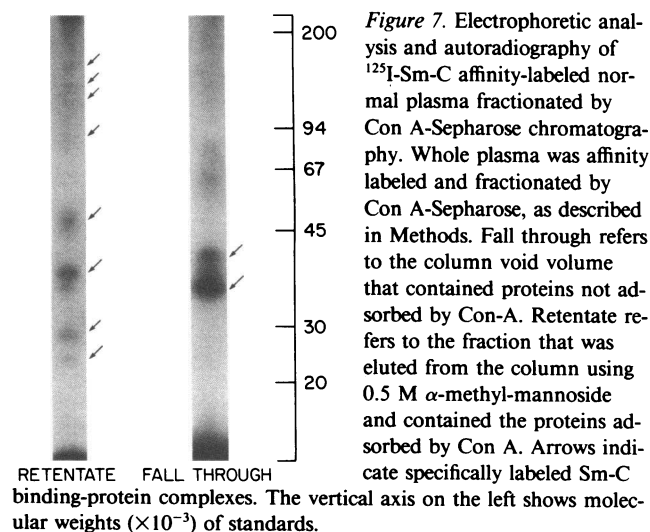 200
94
67
45
30
20
RETENTATE FALL THROUGH
Figure 7. Electrophoretic anal-
ysis and autoradiography of
¹²⁵I-Sm-C affinity-labeled nor-
mal plasma fractionated by
Con A-Sepharose chromatogra-
phy. Whole plasma was affinity
labeled and fractionated by
Con A-Sepharose, as described
in Methods. Fall through refers
to the column void volume
that contained proteins not ad-
sorbed by Con-A. Retentate re-
fers to the fraction that was
eluted from the column using
0.5 M α-methyl-mannoside
and contained the proteins ad-
sorbed by Con A. Arrows indi-
cate specifically labeled Sm-C
binding-protein complexes. The vertical axis on the left shows molec-
ular weights (×10⁻³) of standards.